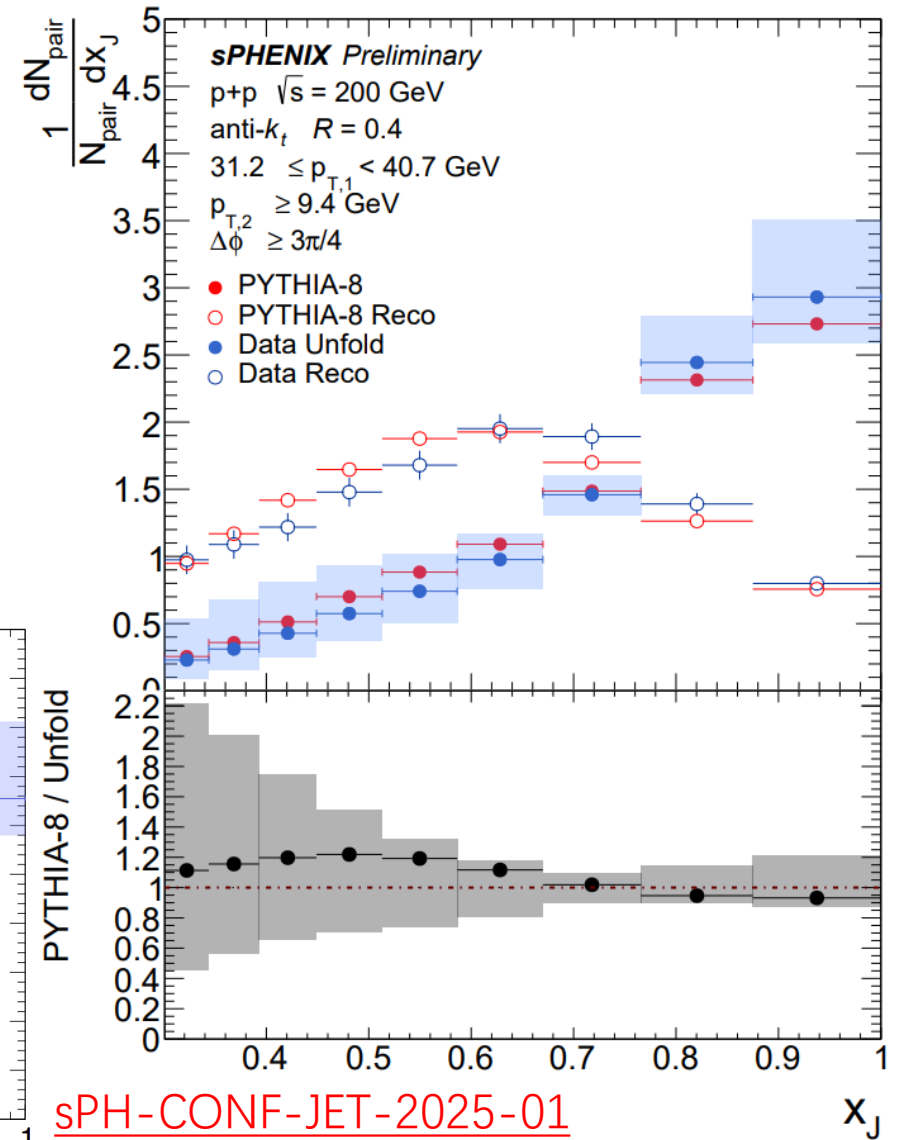 1/N_pair dN_pair/dx_J
5
4.5
4
3.5
3
2.5
2
1.5
1
0.5
0
sPHENIX Preliminary
p+p √s = 200 GeV
anti-k_t R = 0.4
31.2 ≤ p_T,1 < 40.7 GeV
p_T,2 ≥ 9.4 GeV
Δϕ ≥ 3π/4
PYTHIA-8
PYTHIA-8 Reco
Data Unfold
Data Reco
PYTHIA-8 / Unfold
2.2
2
1.8
1.6
1.4
1.2
1
0.8
0.6
0.4
0.2
0
0.4 0.5 0.6 0.7 0.8 0.9 1
x_J
1
sPH-CONF-JET-2025-01